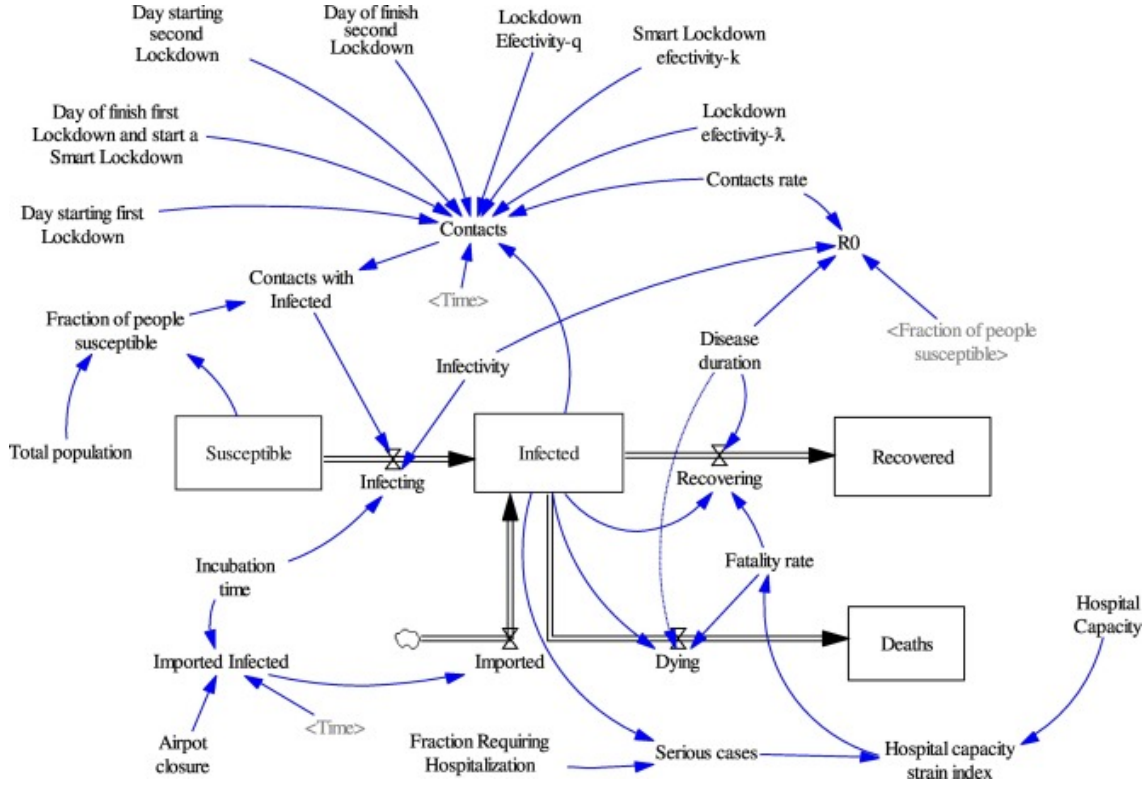 Day starting
second
Lockdown
Day of finish
second
Lockdown
Lockdown
Efectivity-q
Smart Lockdown
efectivity-k
Day of finish first
Lockdown and start a
Smart Lockdown
Lockdown
efectivity-λ
Contacts rate
Day starting first
Lockdown
Contacts
R0
Contacts with
Infected
<Time>
Fraction of people
susceptible
Infectivity
Disease
duration
<Fraction of people
susceptible>
Total population
Susceptible
Infecting
Infected
Recovering
Recovered
Incubation
time
Fatality rate
Hospital
Capacity
Imported Infected
Imported
Dying
Deaths
<Time>
Airpot
closure
Fraction Requiring
Hospitalization
Serious cases
Hospital capacity
strain index